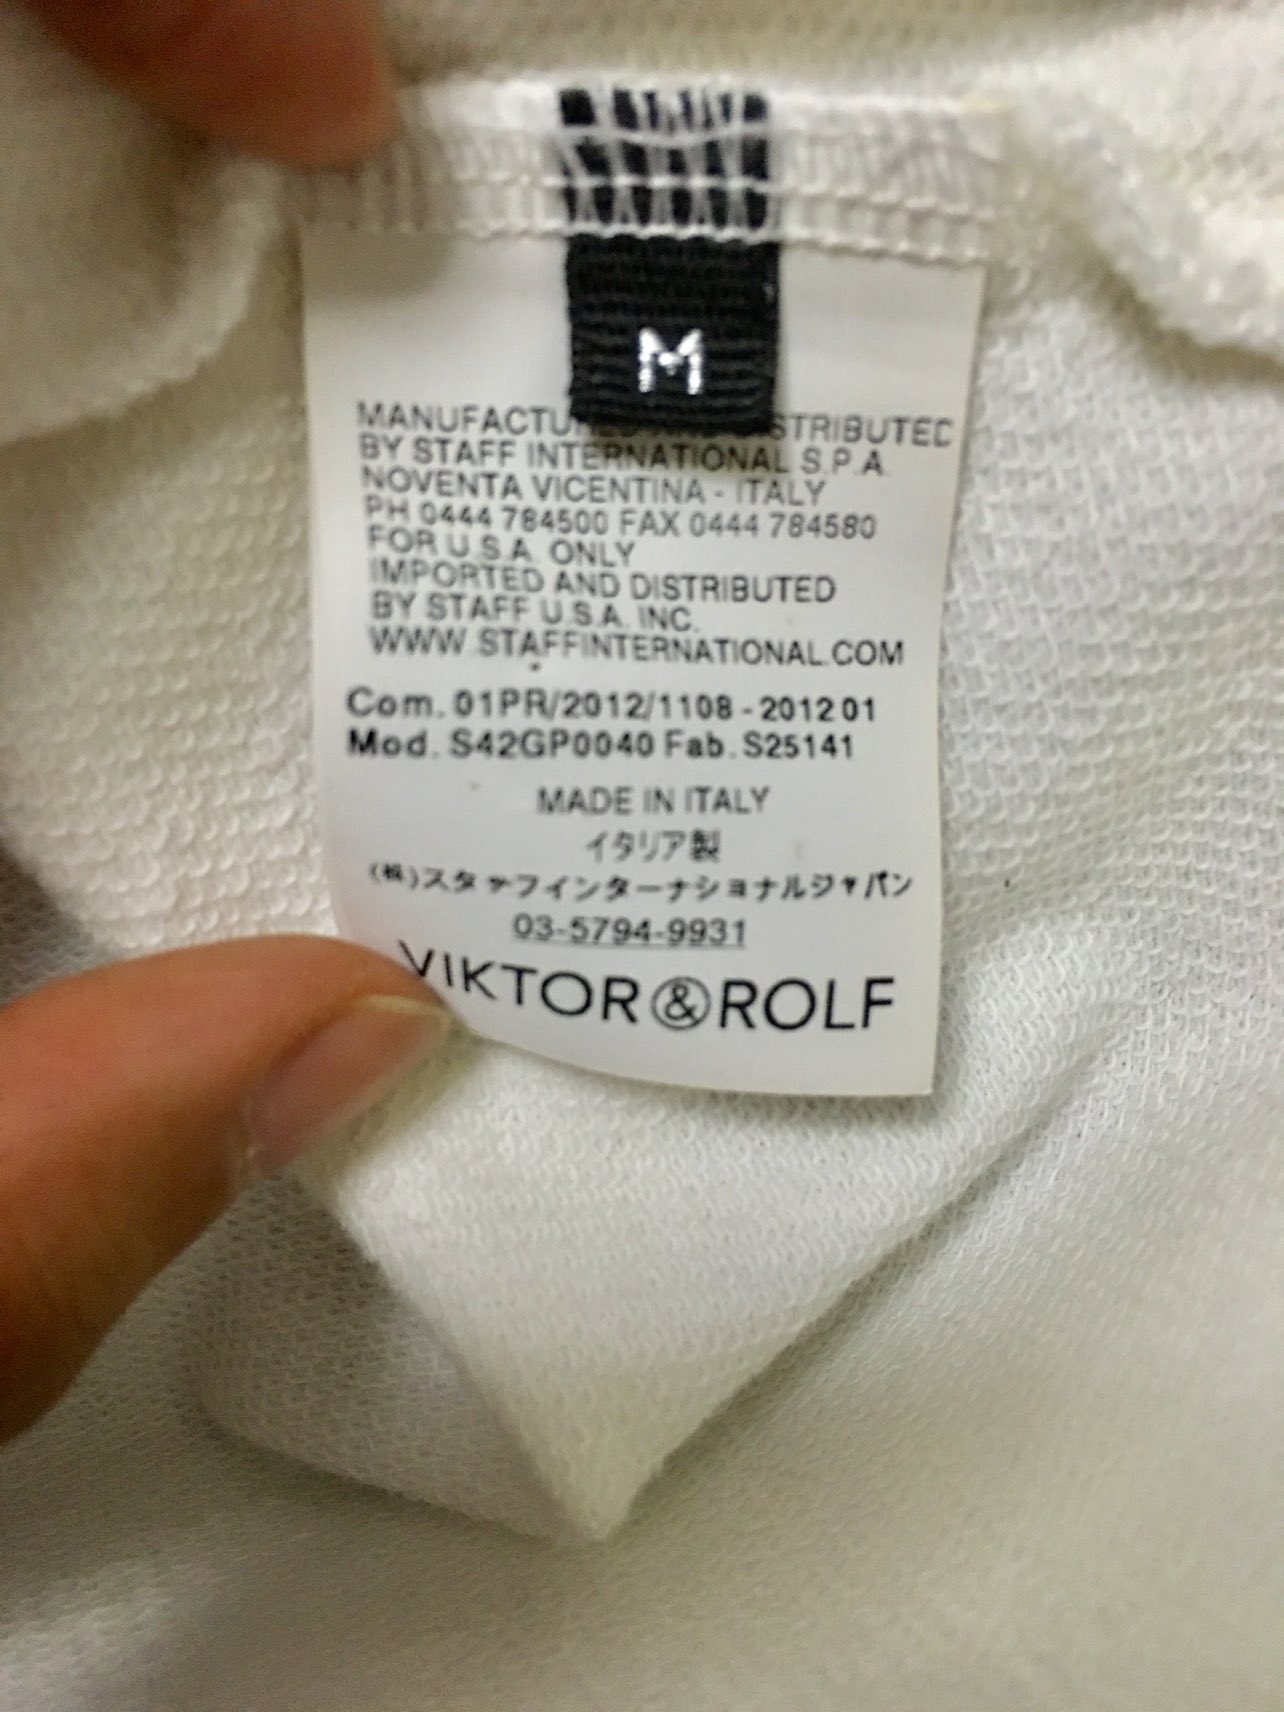 M
MANUFACTURED AND DISTRIBUTED
BY STAFF INTERNATIONAL S.P.A.
NOVENTA VICENTINA - ITALY
PH 0444 784500 FAX 0444 784580
FOR U.S.A. ONLY
IMPORTED AND DISTRIBUTED
BY STAFF U.S.A. INC.
WWW.STAFFINTERNATIONAL.COM
Com. 01PR/2012/1108 - 2012 01
Mod. S42GP0040 Fab. S25141
MADE IN ITALY
イタリア製
(株)スタッフインターナショナルジャパン
03-5794-9931
VIKTOR&ROLF